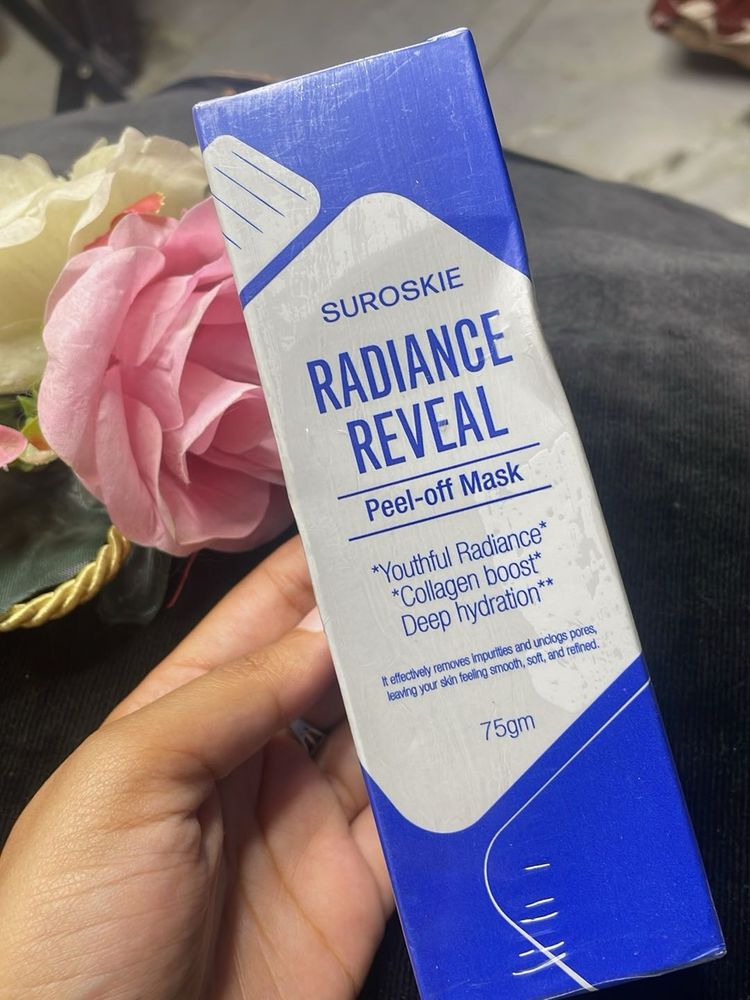 SUROSKIE
RADIANCE
REVEAL
Peel-off Mask
*Youthful Radiance*
*Collagen boost*
Deep hydration**
It effectively removes impurities and unclogs pores,
leaving your skin feeling smooth, soft, and refined.
75gm